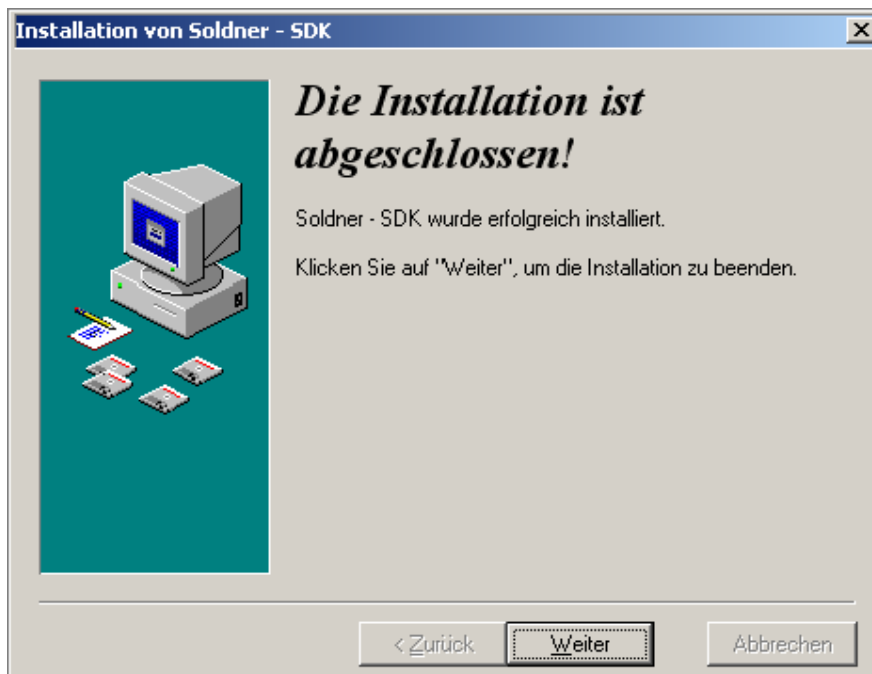 Installation von Soldner - SDK
Die Installation ist
abgeschlossen!
Soldner - SDK wurde erfolgreich installiert.
Klicken Sie auf "Weiter", um die Installation zu beenden.
< Zurück
Weiter
Abbrechen